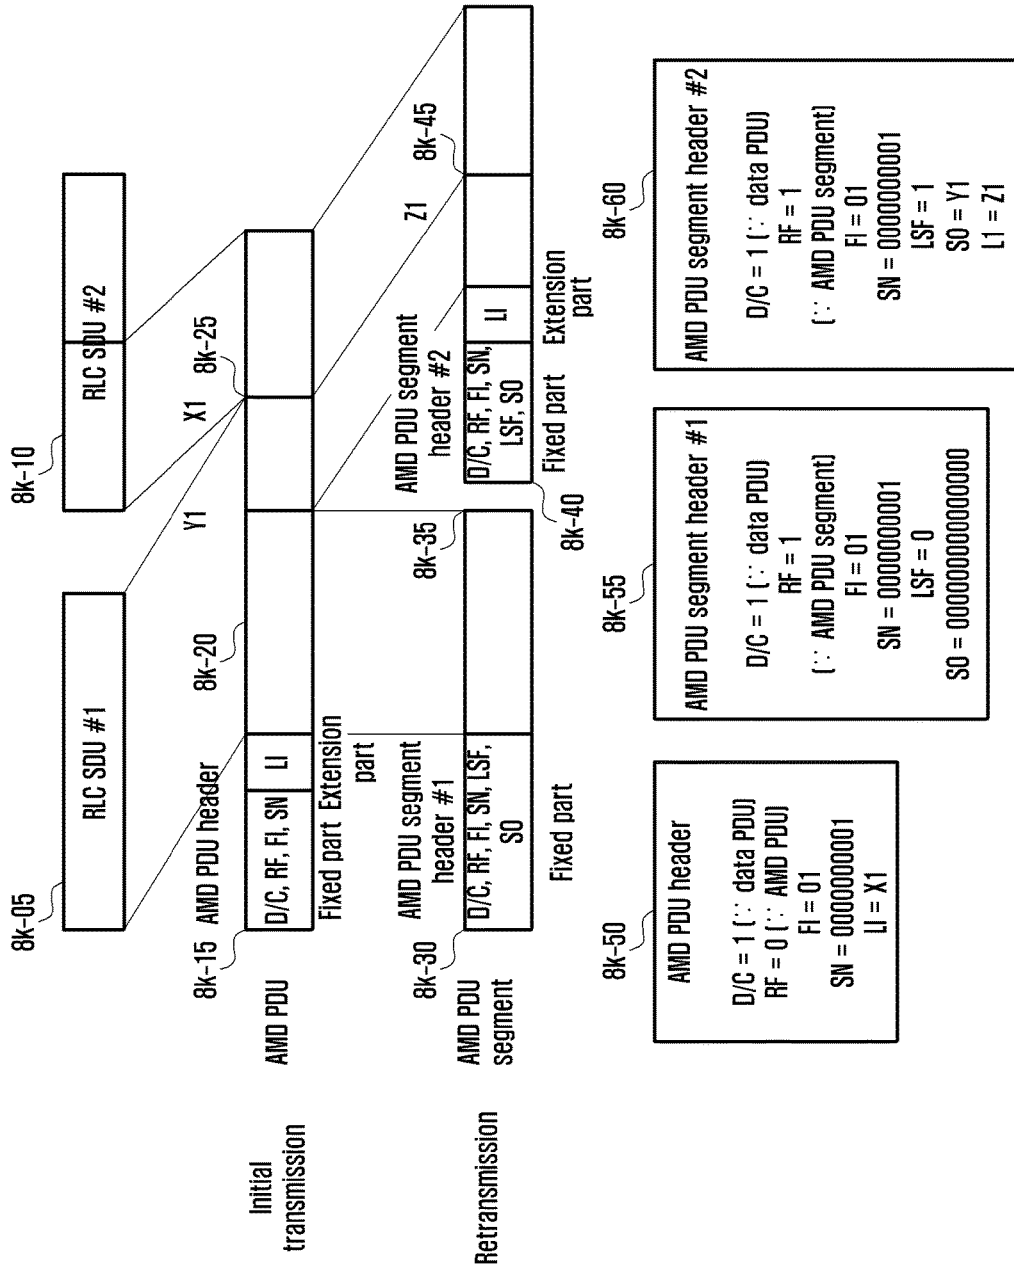 8k-05
RLC SDU #1
8k-10
RLC SDU #2
Initial
transmission
AMD PDU
8k-15
AMD PDU header
D/C, RF, FI, SN
LI
Fixed part
Extension
part
8k-20
Y1
X1
8k-25
Retransmission
AMD PDU
segment
8k-30
AMD PDU segment
header #1
D/C, RF, FI, SN, LSF,
SO
Fixed part
8k-35
AMD PDU segment
header #2
8k-40
D/C, RF, FI, SN,
LSF, SO
LI
Fixed part
Extension
part
Z1
8k-45
8k-50
AMD PDU header
D/C = 1 (∵ data PDU)
RF = 0 (∵ AMD PDU)
FI = 01
SN = 0000000001
LI = X1
8k-55
AMD PDU segment header #1
D/C = 1 (∵ data PDU)
RF = 1
(∵ AMD PDU segment)
FI = 01
SN = 0000000001
LSF = 0
SO = 000000000000000
8k-60
AMD PDU segment header #2
D/C = 1 (∵ data PDU)
RF = 1
(∵ AMD PDU segment)
FI = 01
SN = 0000000001
LSF = 1
SO = Y1
L1 = Z1